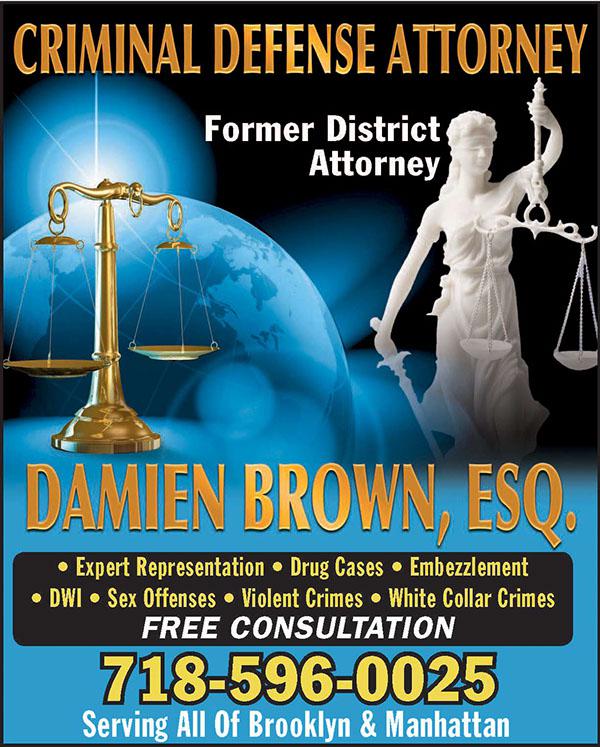 CRIMINAL DEFENSE ATTORNEY
Former District
Attorney
DAMIEN BROWN, ESQ.
• Expert Representation • Drug Cases • Embezzlement
• DWI • Sex Offenses • Violent Crimes • White Collar Crimes
FREE CONSULTATION
718-596-0025
Serving All Of Brooklyn & Manhattan